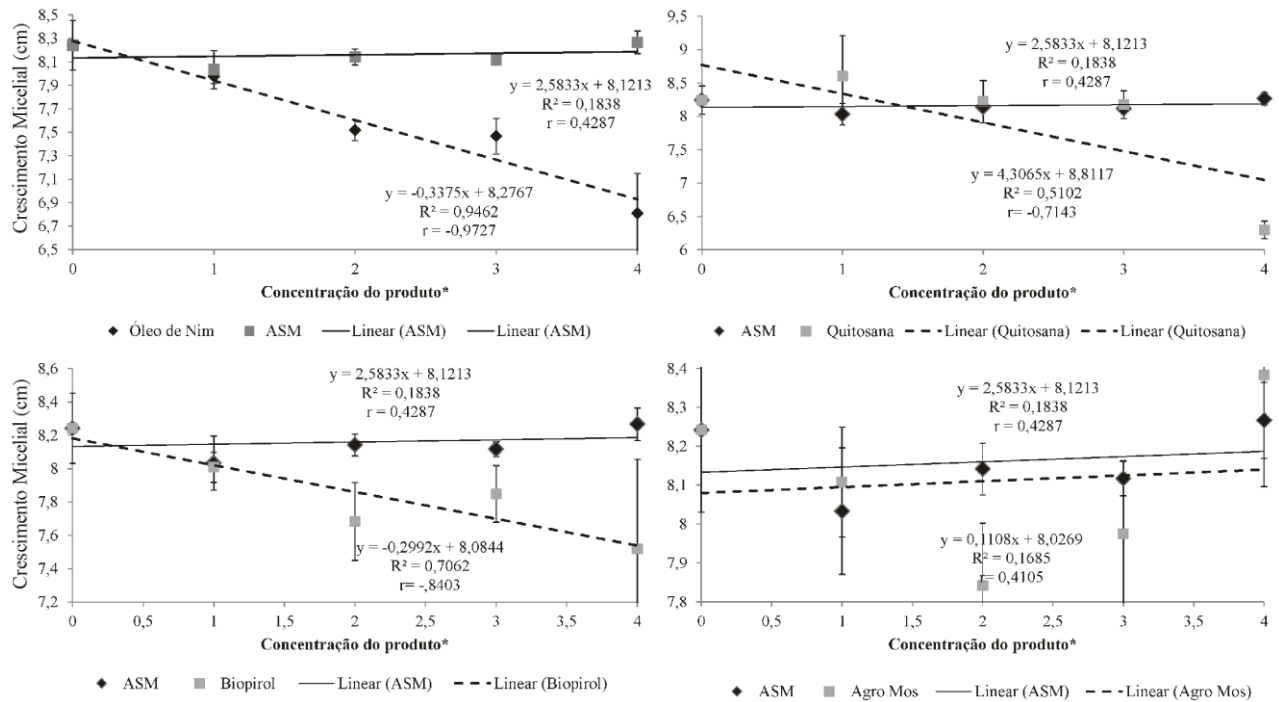 Crescimento Micelial (cm)
8,5
8,3
8,1
7,9
7,7
7,5
7,3
7,1
6,9
6,7
6,5
y = 2,5833x + 8,1213
R² = 0,1838
r = 0,4287
y = -0,3375x + 8,2767
R² = 0,9462
r = -0,9727
0 1 2 3 4
Concentração do produto*
Óleo de Nim ASM Linear (ASM) Linear (ASM)
9,5
9
8,5
8
7,5
7
6,5
6
y = 2,5833x + 8,1213
R² = 0,1838
r = 0,4287
y = 4,3065x + 8,8117
R² = 0,5102
r= -0,7143
0 1 2 3 4
Concentração do produto*
ASM Quitosana Linear (Quitosana) Linear (Quitosana)
Crescimento Micelial (cm)
8,6
8,4
8,2
8
7,8
7,6
7,4
7,2
y = 2,5833x + 8,1213
R² = 0,1838
r = 0,4287
y = -0,2992x + 8,0844
R² = 0,7062
r= -,8403
0 0,5 1 1,5 2 2,5 3 3,5 4
Concentração do produto*
ASM Biopirol Linear (ASM) Linear (Biopirol)
8,4
8,3
8,2
8,1
8
7,9
7,8
y = 2,5833x + 8,1213
R² = 0,1838
r = 0,4287
y = 0,1108x + 8,0269
R² = 0,1685
r= 0,4105
0 0,5 1 1,5 2 2,5 3 3,5 4
Concentração do produto*
ASM Agro Mos Linear (ASM) Linear (Agro Mos)